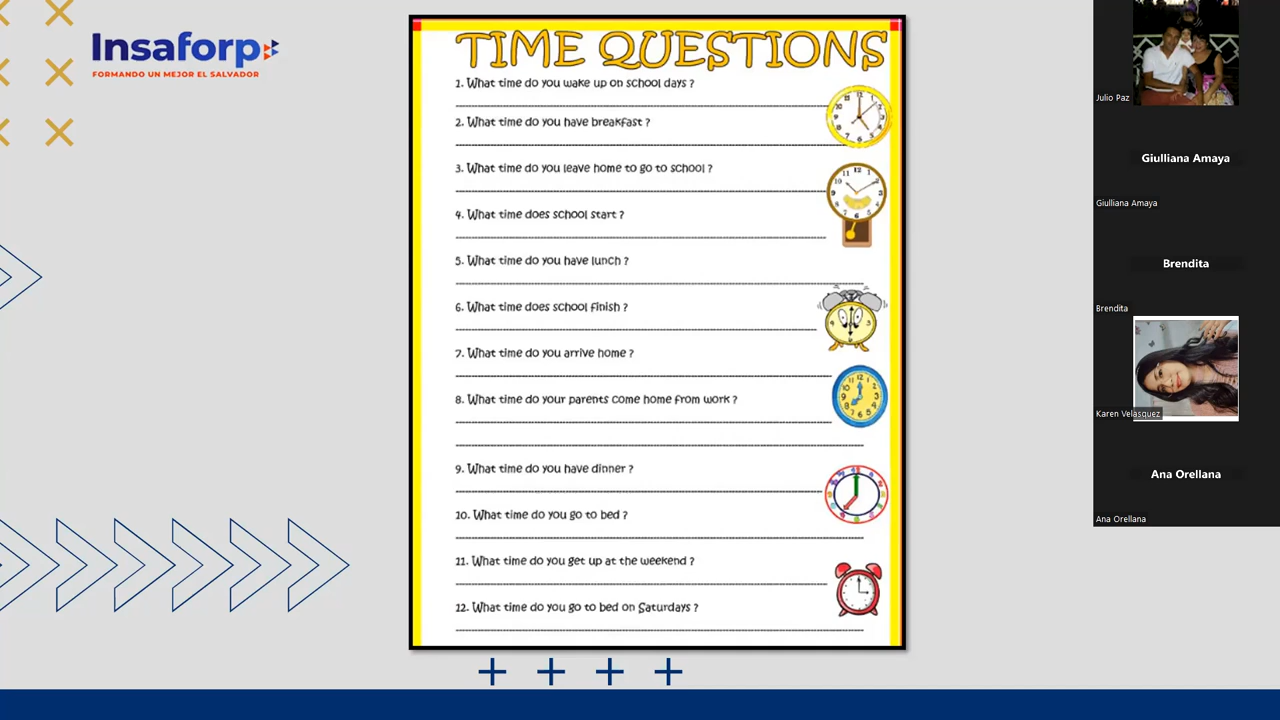 Insaforp
FORMANDO UN MEJOR EL SALVADOR
TIME QUESTIONS
1. What time do you wake up on school days ?
2. What time do you have breakfast ?
3. What time do you leave home to go to school ?
4. What time does school start ?
5. What time do you have lunch ?
6. What time does school finish ?
7. What time do you arrive home ?
8. What time do your parents come home from work ?
9. What time do you have dinner ?
10. What time do you go to bed ?
11. What time do you get up at the weekend ?
12. What time do you go to bed on Saturdays ?
Julio Paz
Giulliana Amaya
Giulliana Amaya
Brendita
Brendita
Karen Velasquez
Ana Orellana
Ana Orellana